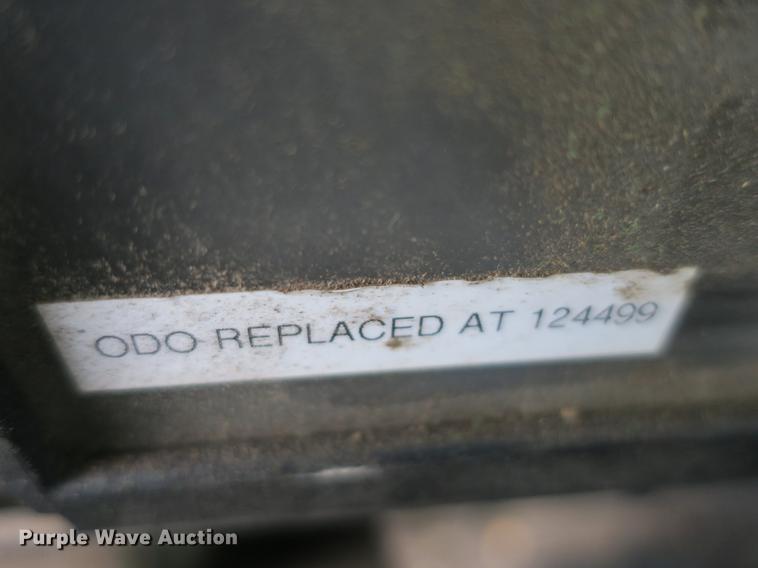 ODO REPLACED AT 124499
Purple Wave Auction